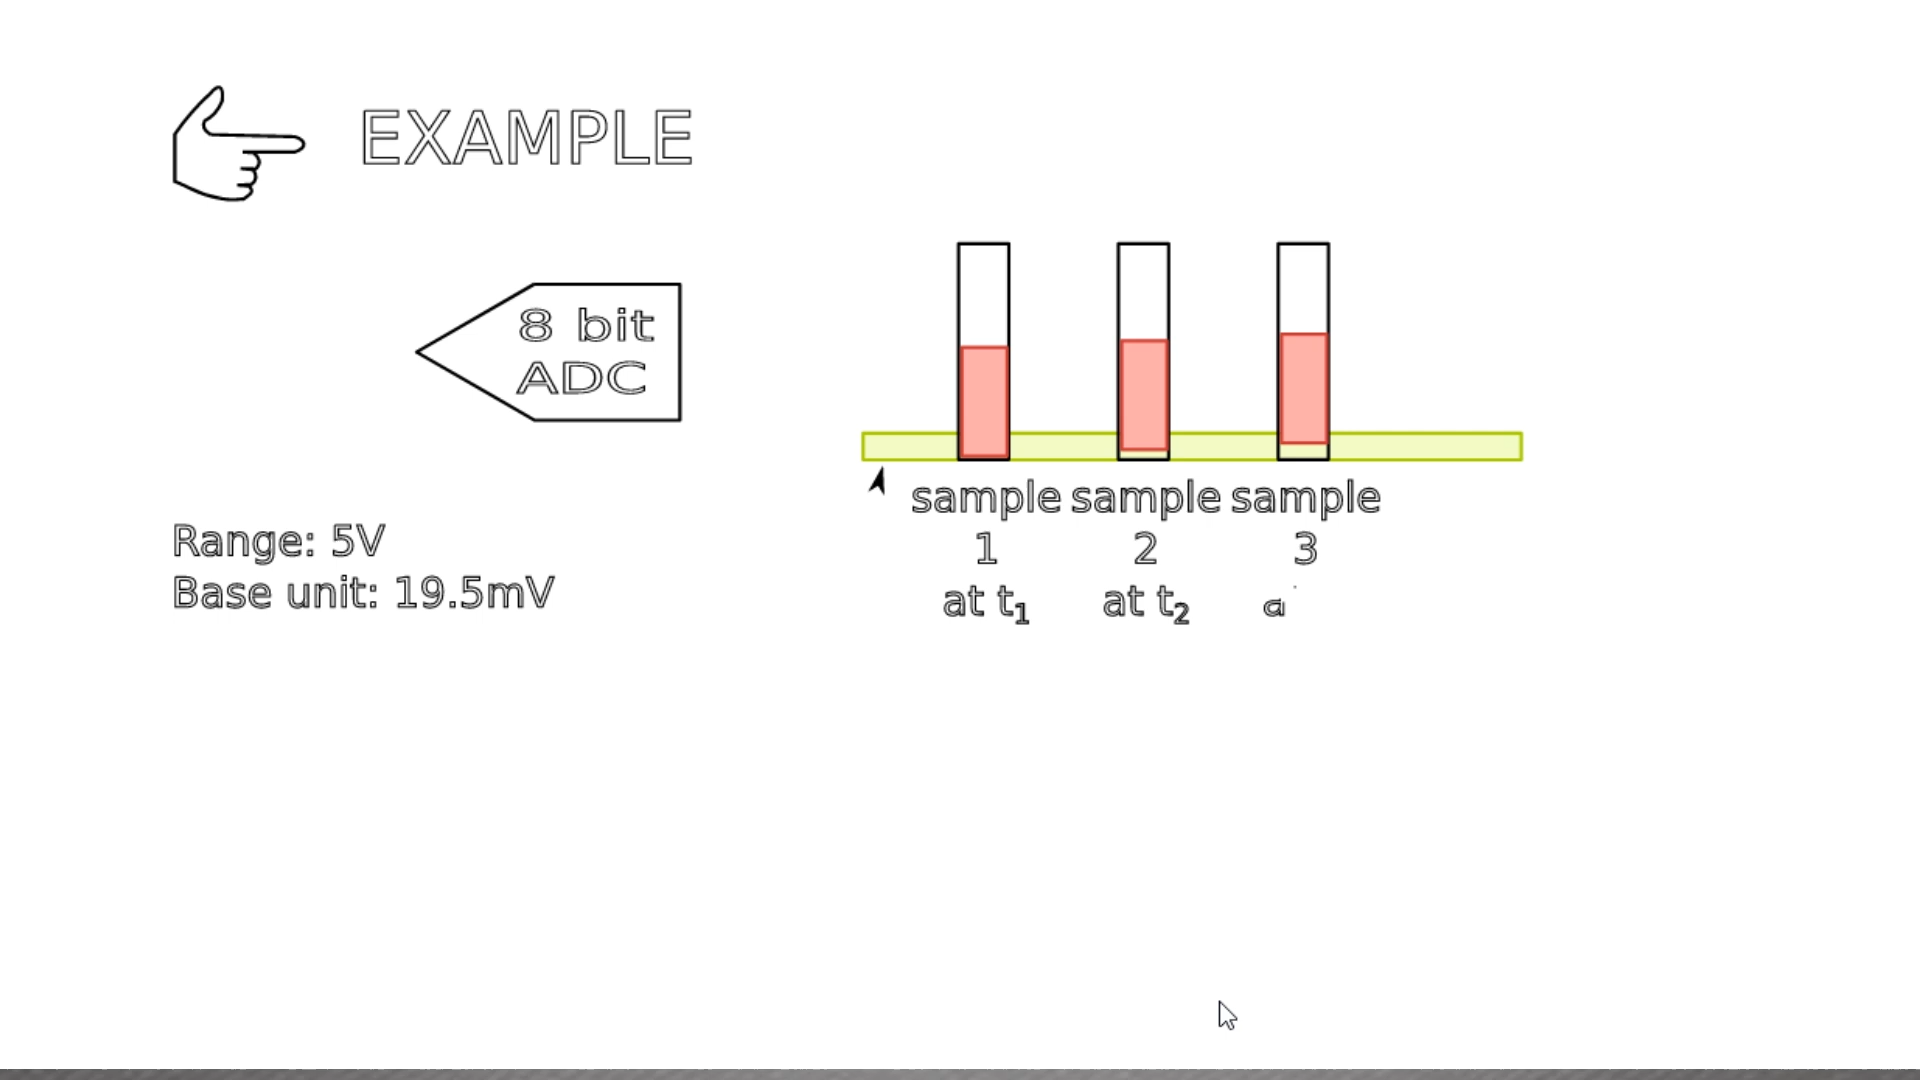 EXAMPLE
8 bit
ADC
Range: 5V
Base unit: 19.5mV
sample
1
at t₁
sample
2
at t₂
sample
3
a